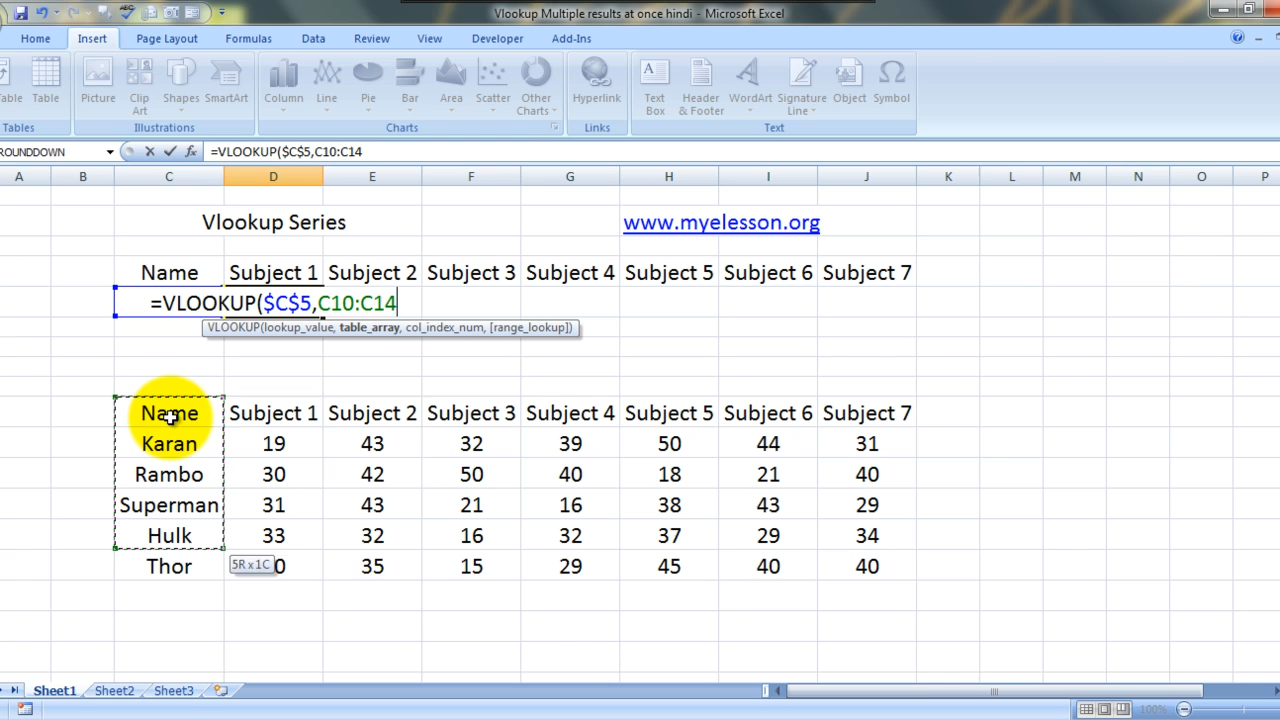 Vlookup Multiple results at once hindi - Microsoft Excel
Home Insert Page Layout Formulas Data Review View Developer Add-Ins
Table Picture Clip Art Shapes SmartArt Column Line Pie Bar Area Scatter Other Charts Hyperlink Text Box Header & Footer WordArt Signature Line Object Symbol
Tables Illustrations Charts Links Text
ROUNDDOWN fx =VLOOKUP($C$5,C10:C14
A B C D E F G H I J K L M N O P
Vlookup Series www.myelesson.org
Name Subject 1 Subject 2 Subject 3 Subject 4 Subject 5 Subject 6 Subject 7
=VLOOKUP($C$5,C10:C14
VLOOKUP(lookup_value, table_array, col_index_num, [range_lookup])
Name Subject 1 Subject 2 Subject 3 Subject 4 Subject 5 Subject 6 Subject 7
Karan 19 43 32 39 50 44 31
Rambo 30 42 50 40 18 21 40
Superman 31 43 21 16 38 43 29
Hulk 33 32 16 32 37 29 34
Thor 5R x 1C 0 35 15 29 45 40 40
Sheet1 Sheet2 Sheet3
100%